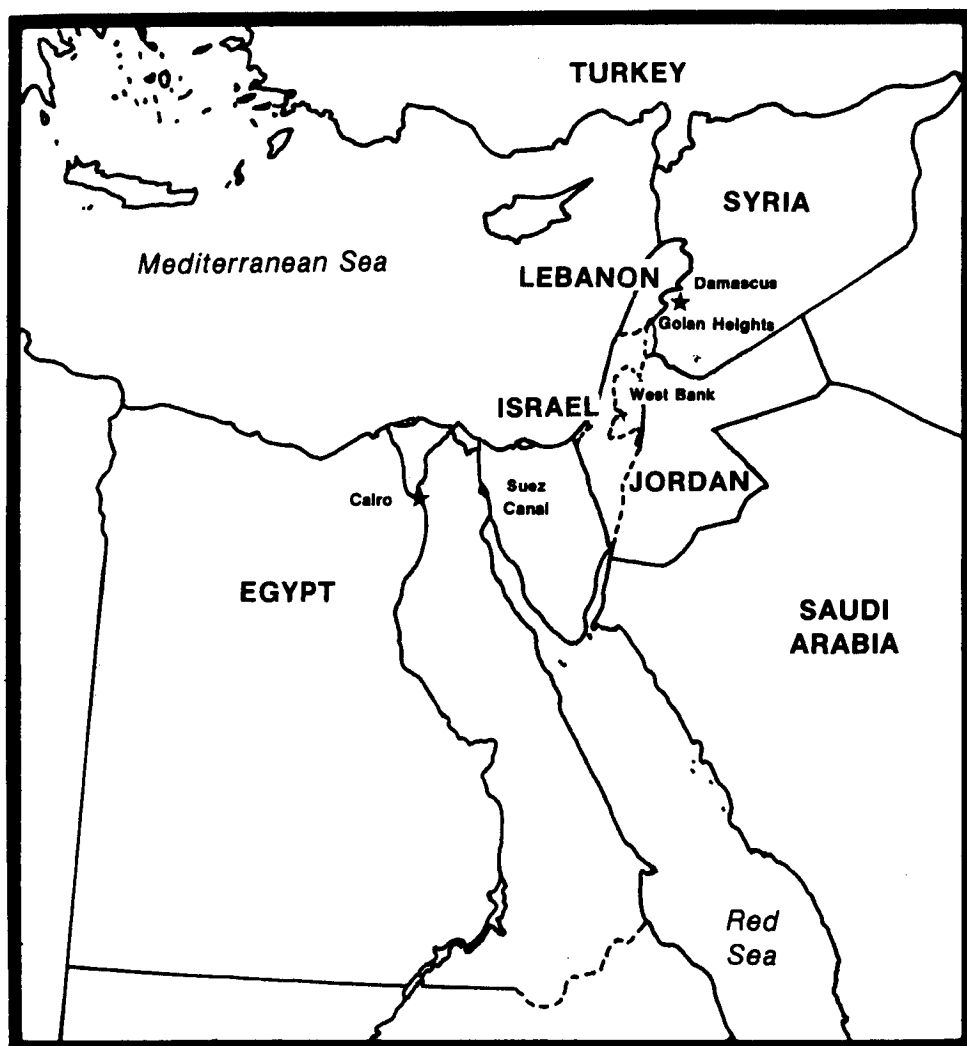 TURKEY
SYRIA
Mediterranean Sea
LEBANON
Damascus
Golan Heights
West Bank
ISRAEL
JORDAN
Cairo
Suez
Canal
EGYPT
SAUDI
ARABIA
Red
Sea